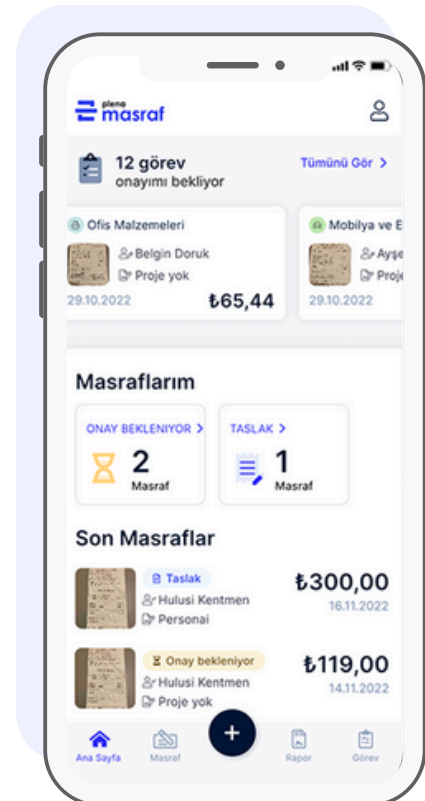 pleno
masraf
12 görev
onayımı bekliyor
Tümünü Gör >
Ofis Malzemeleri
Belgin Doruk
Proje yok
29.10.2022
₺65,44
Mobilya ve E
Ayşe
Proje
29.10.2022
Masraflarım
ONAY BEKLENIYOR >
2
Masraf
TASLAK >
1
Masraf
Son Masraflar
Taslak
Hulusi Kentmen
Personai
₺300,00
16.11.2022
Onay bekleniyor
Hulusi Kentmen
Proje yok
₺119,00
14.11.2022
Ana Sayfa
Masraf
+
Rapor
Görev